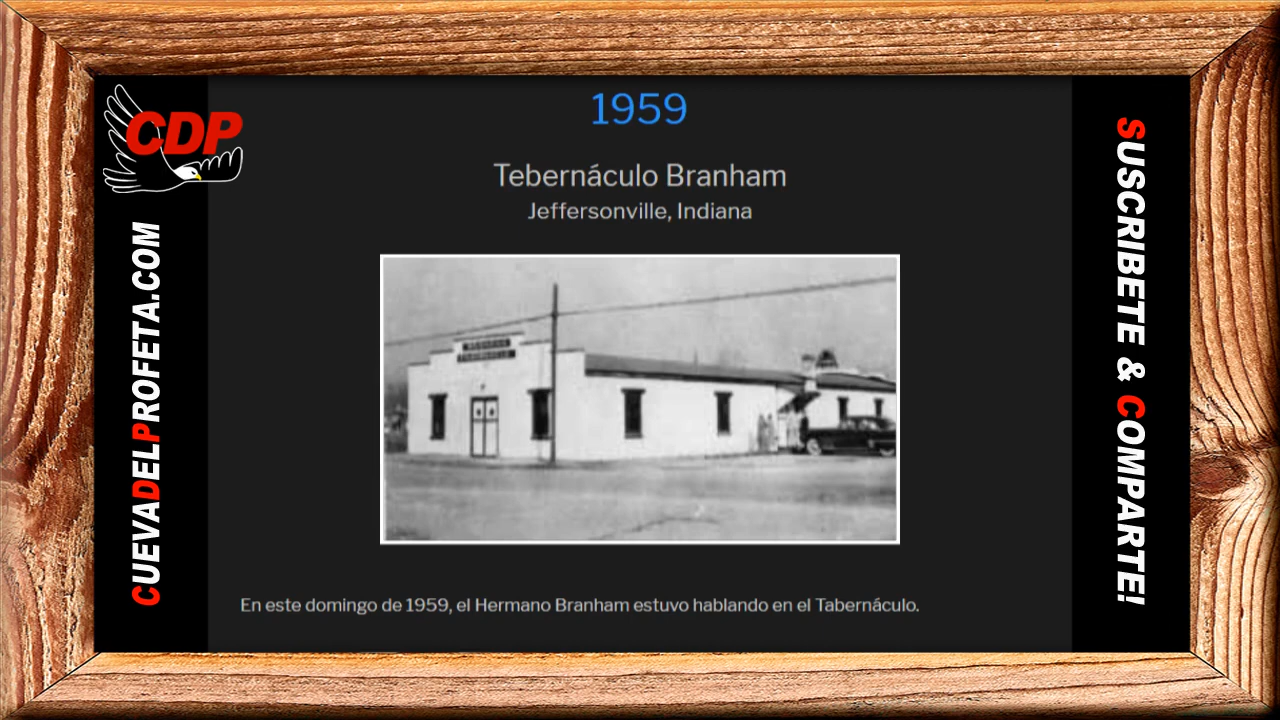 CDP
CUEVADELPROFETA.COM
1959
Tebernáculo Branham
Jeffersonville, Indiana
En este domingo de 1959, el Hermano Branham estuvo hablando en el Tabernáculo.
SUSCRIBETE & COMPARTE!